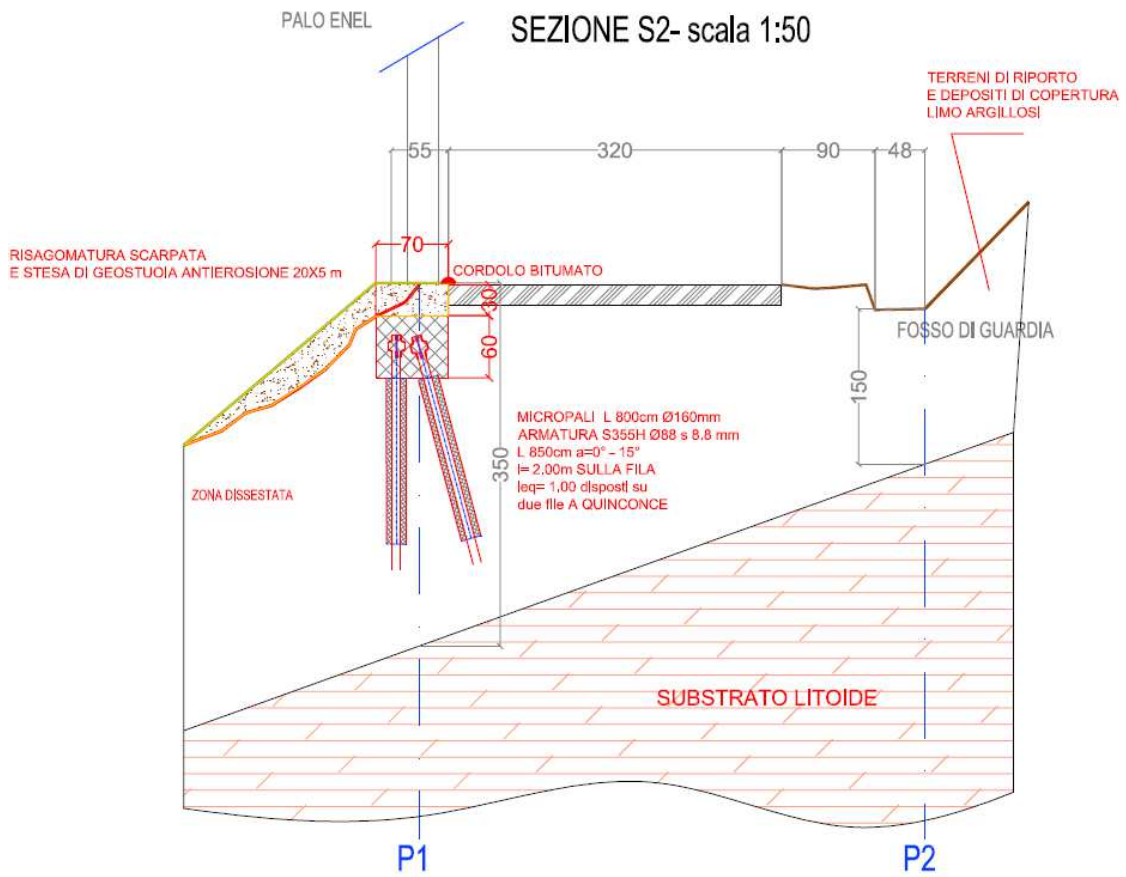 PALO ENEL
SEZIONE S2- scala 1:50
TERRENI DI RIPORTO
E DEPOSITI DI COPERTURA
LIMO ARGILLOSI
55
320
90
48
RISAGOMATURA SCARPATA
E STESA DI GEOSTUOIA ANTIEROSIONE 20X5 m
70
CORDOLO BITUMATO
30
60
FOSSO DI GUARDIA
150
MICROPALI L 800cm Ø160mm
ARMATURA S355H Ø88 s 8.8 mm
L 850cm a=0° - 15°
i= 2.00m SULLA FILA
ieq= 1,00 disposti su
due file A QUINCONCE
350
ZONA DISSESTATA
SUBSTRATO LITOIDE
P1
P2